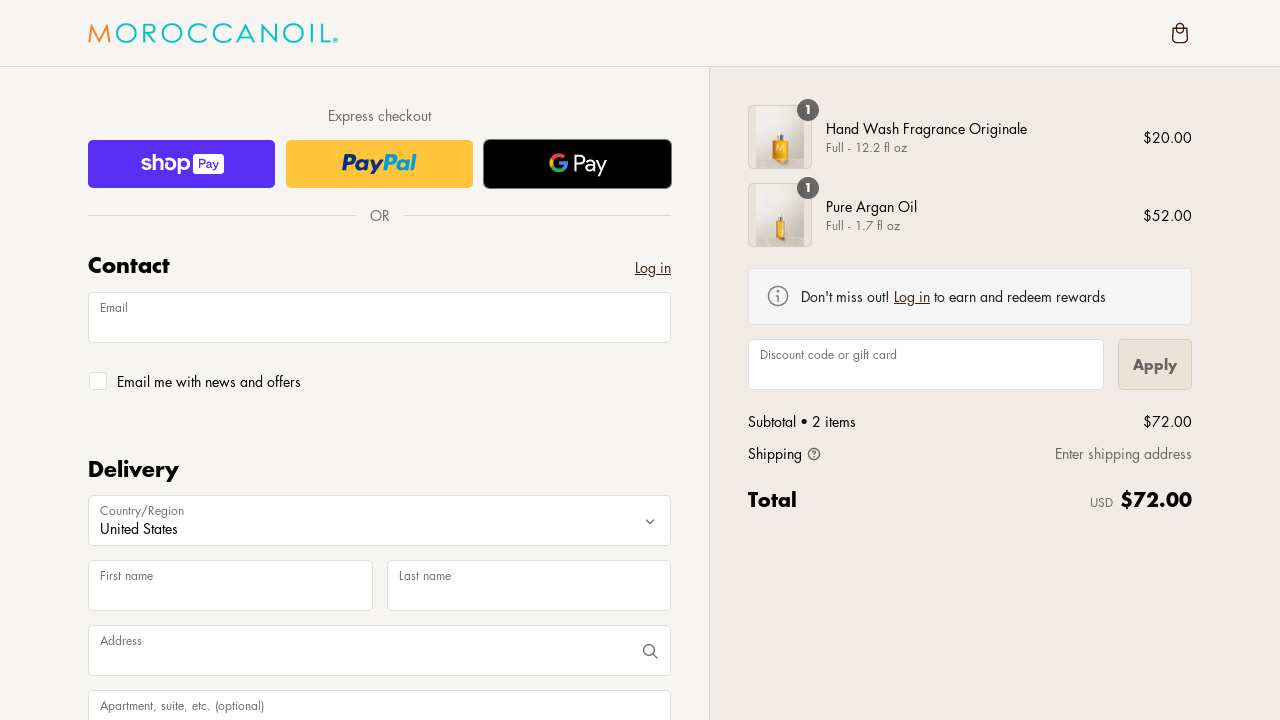 MOROCCANOIL®
Express checkout
shop Pay
PayPal
G Pay
OR
Contact
Log in
Email
Email me with news and offers
Delivery
Country/Region
United States
First name
Last name
Address
Apartment, suite, etc. (optional)
1
Hand Wash Fragrance Originale
Full - 12.2 fl oz
$20.00
1
Pure Argan Oil
Full - 1.7 fl oz
$52.00
Don't miss out! Log in to earn and redeem rewards
Discount code or gift card
Apply
Subtotal • 2 items
$72.00
Shipping
Enter shipping address
Total
USD $72.00